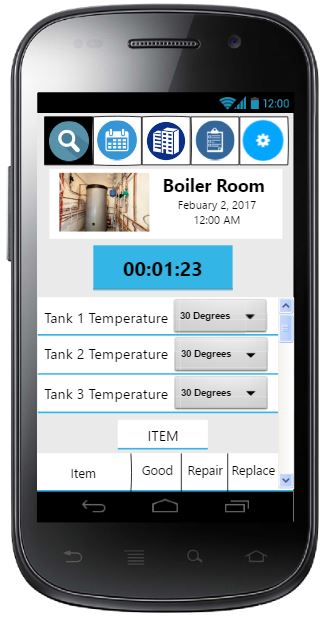 12:00
Boiler Room
Febuary 2, 2017
12:00 AM
00:01:23
Tank 1 Temperature 30 Degrees
Tank 2 Temperature 30 Degrees
Tank 3 Temperature 30 Degrees
ITEM
Item Good Repair Replace